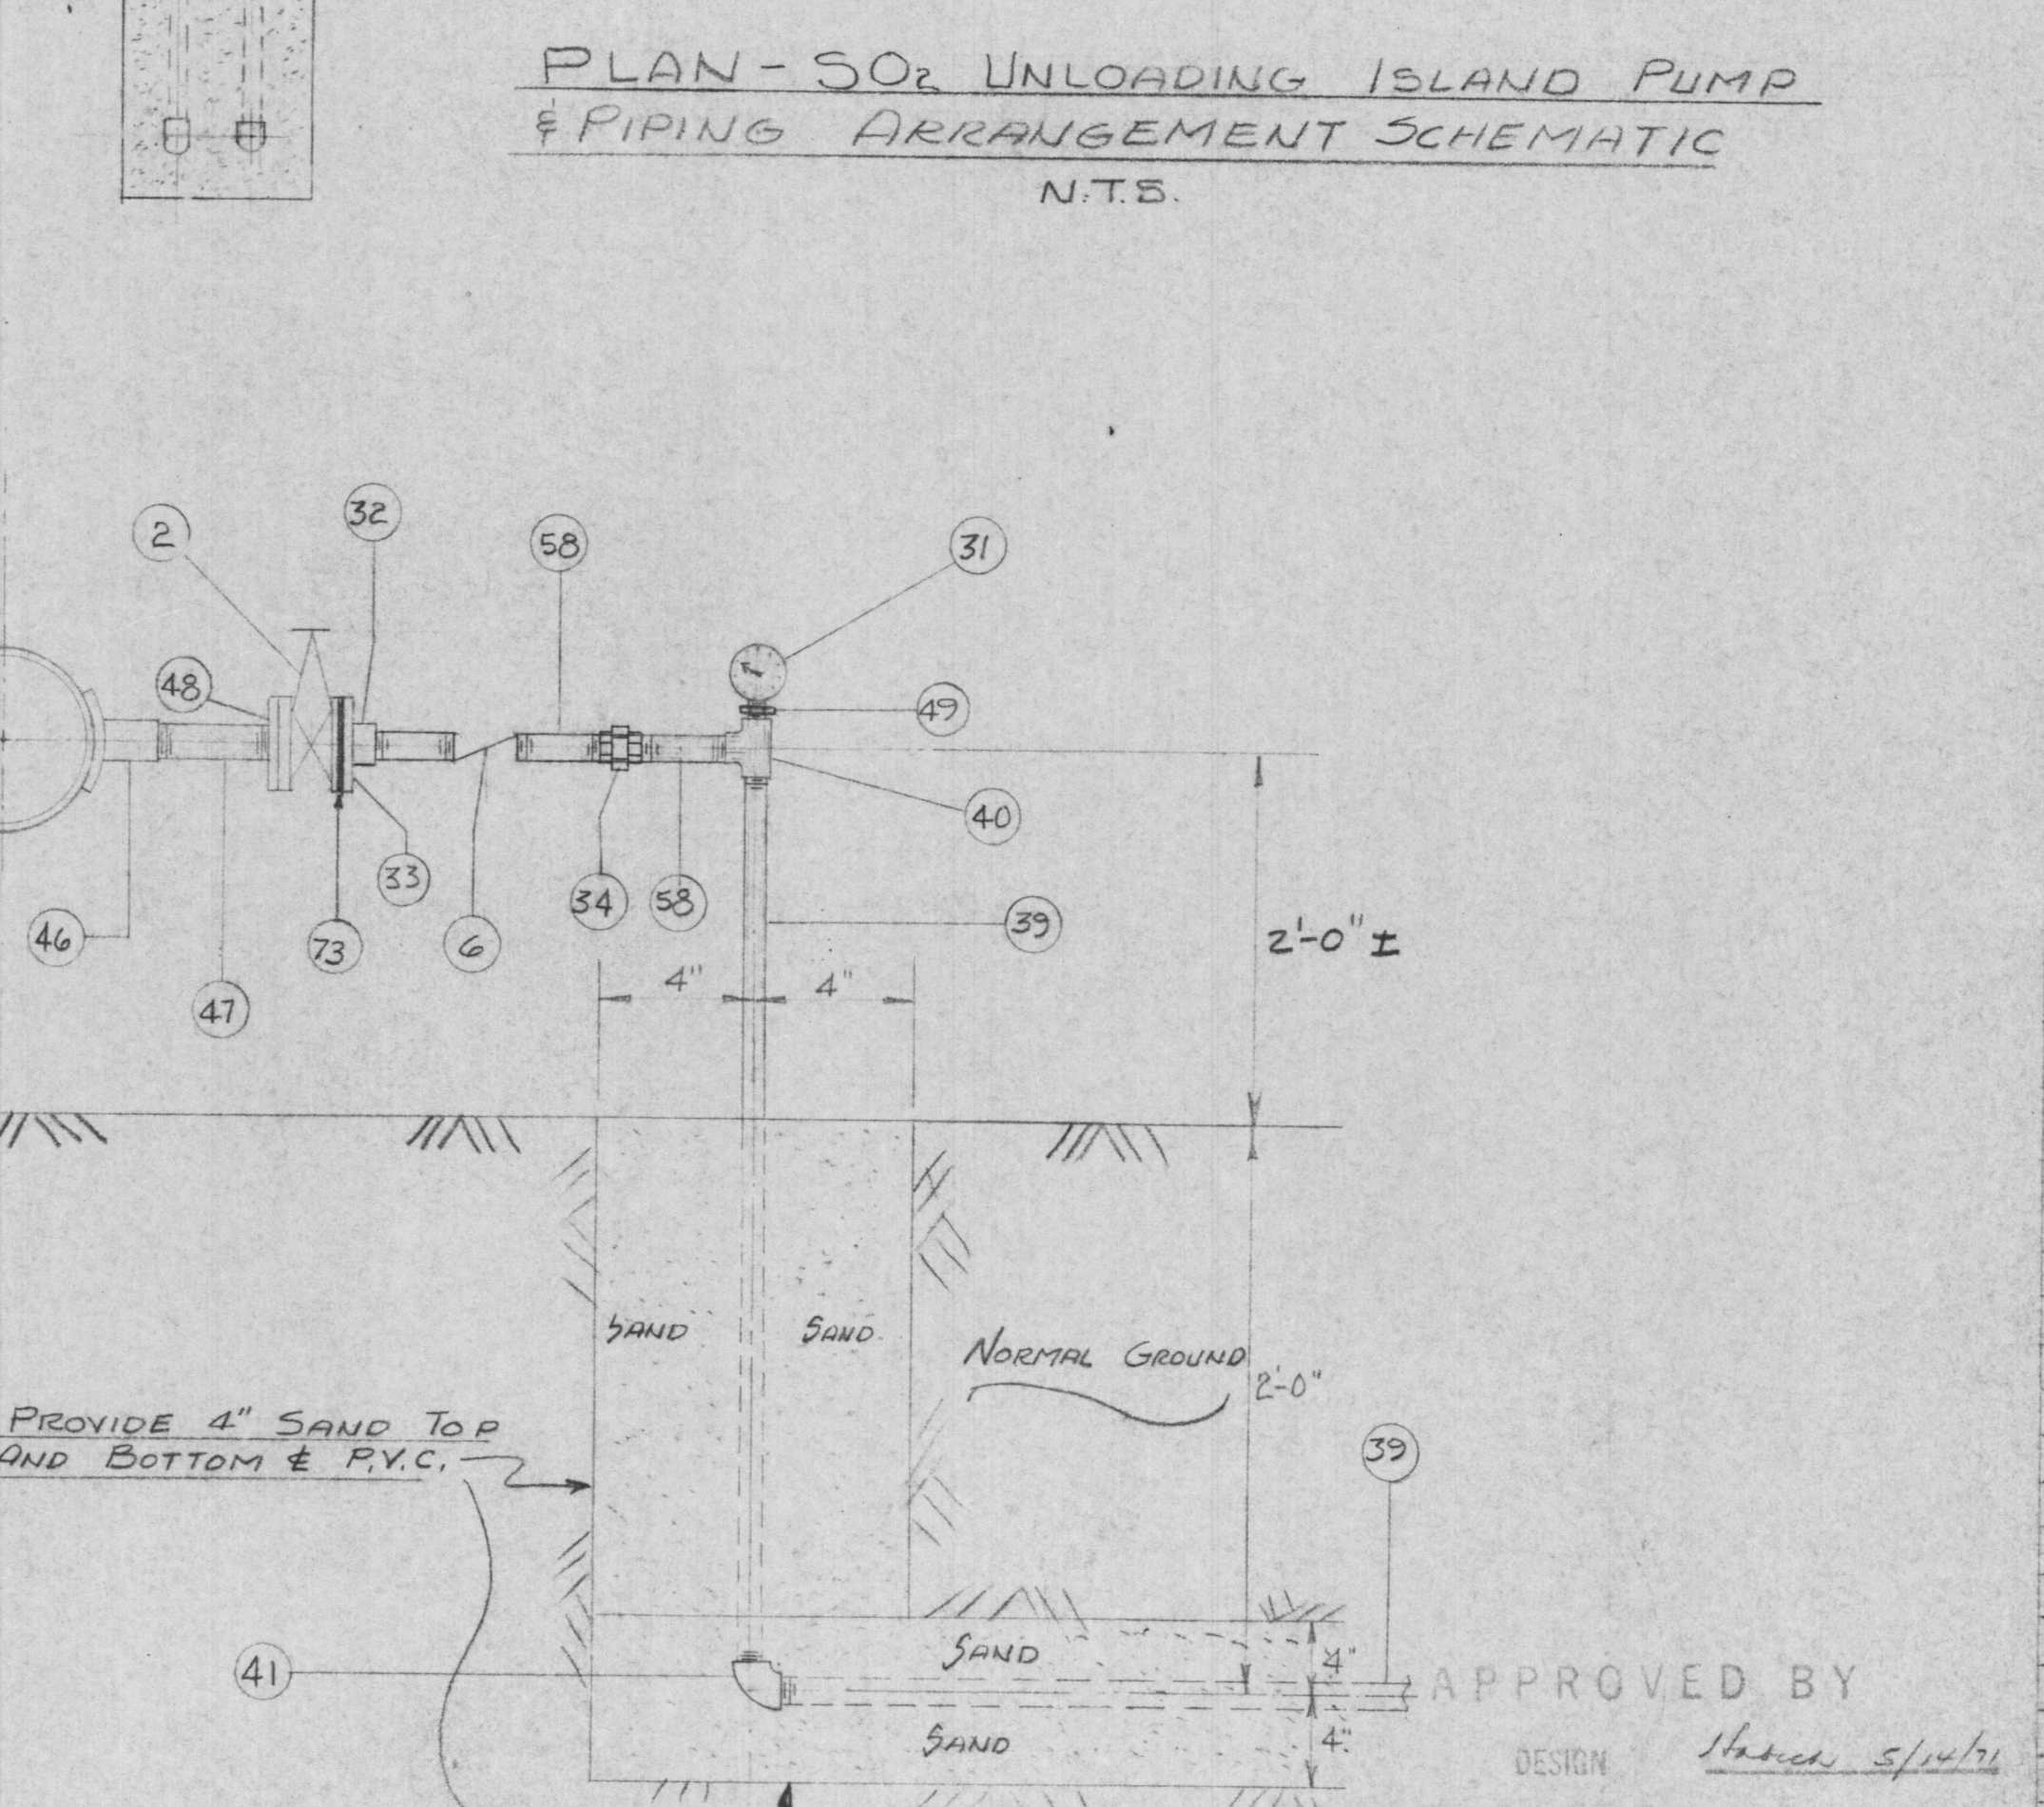 PLAN - SO2 UNLOADING ISLAND PUMP
& PIPING ARRANGEMENT SCHEMATIC
N.T.S.
2
32
58
31
48
49
40
33
34
58
39
46
73
6
47
2'-0" ±
4"
4"
SAND
SAND
NORMAL GROUND
2'-0"
PROVIDE 4" SAND TOP
AND BOTTOM & P.V.C.
39
41
SAND
4"
SAND
4"
APPROVED BY
DESIGN
5/14/71